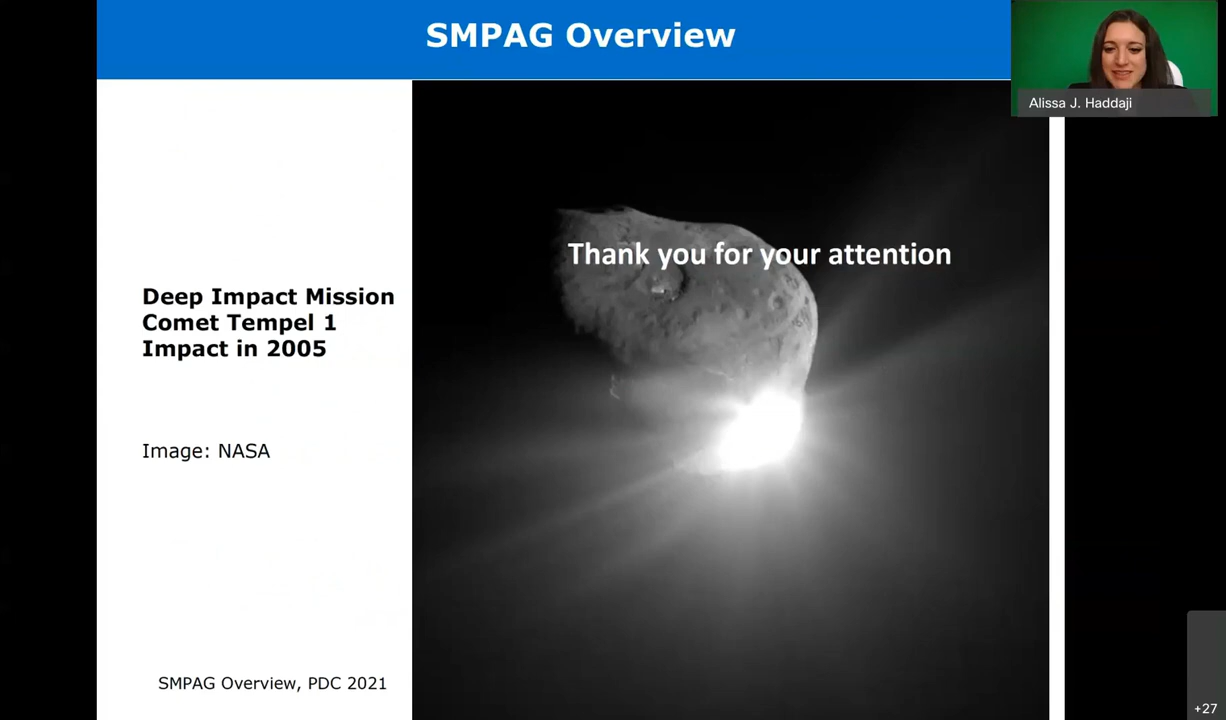 SMPAG Overview
Alissa J. Haddaji
Thank you for your attention
Deep Impact Mission
Comet Tempel 1
Impact in 2005
Image: NASA
SMPAG Overview, PDC 2021
+27